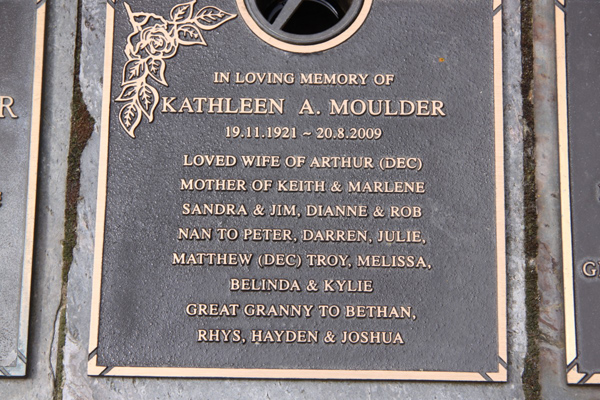 IN LOVING MEMORY OF
KATHLEEN A. MOULDER
19.11.1921 ~ 20.8.2009
LOVED WIFE OF ARTHUR (DEC)
MOTHER OF KEITH & MARLENE
SANDRA & JIM, DIANNE & ROB
NAN TO PETER, DARREN, JULIE,
MATTHEW (DEC) TROY, MELISSA,
BELINDA & KYLIE
GREAT GRANNY TO BETHAN,
RHYS, HAYDEN & JOSHUA